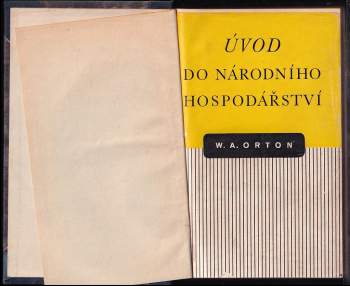 ÚVOD
DO NÁRODNÍHO
HOSPODÁŘSTVÍ
W. A. ORTON